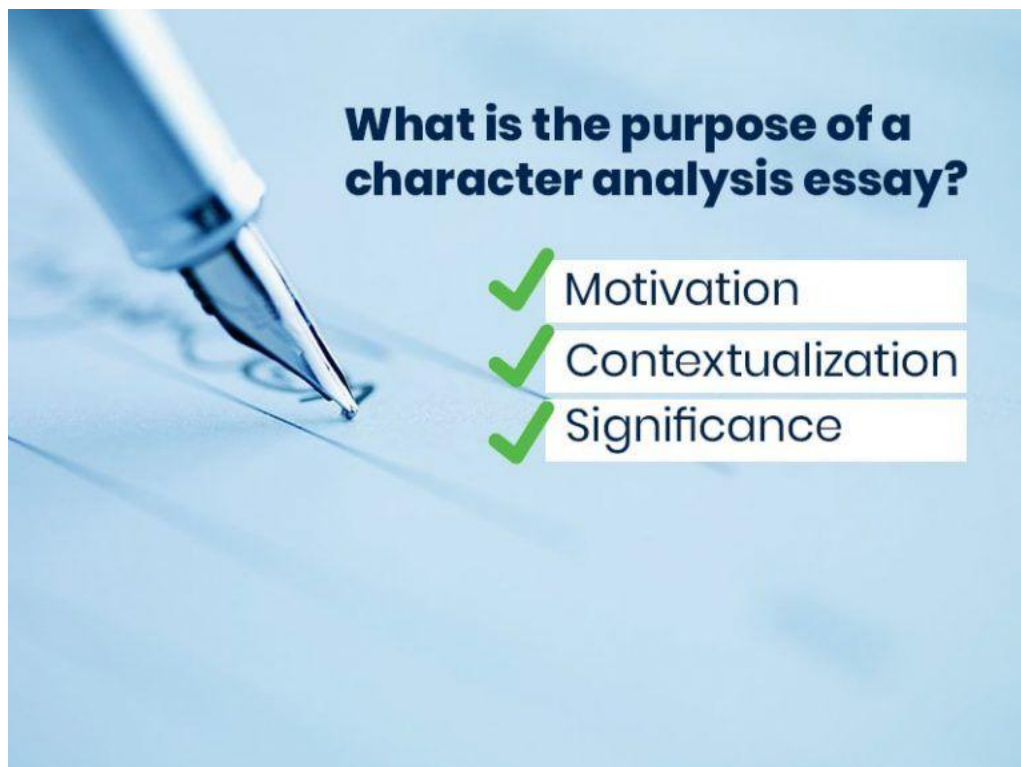 What is the purpose of a
character analysis essay?
Motivation
Contextualization
Significance